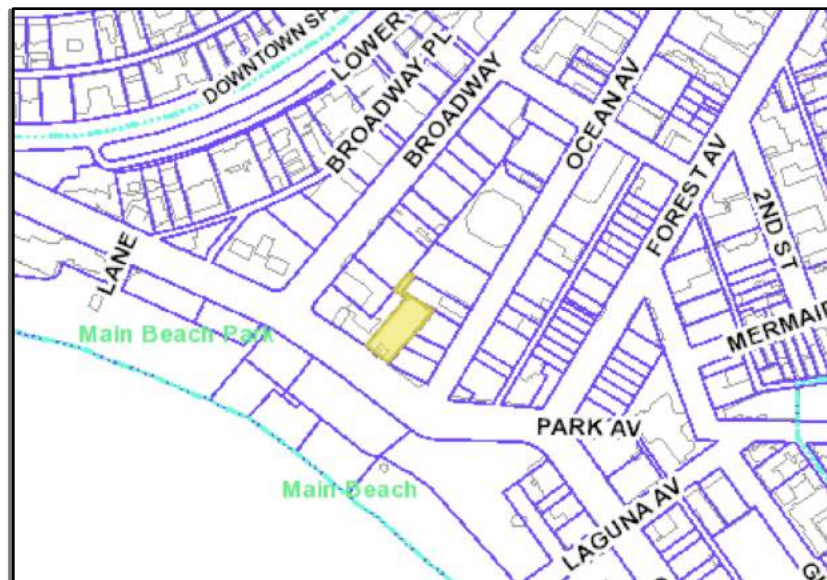 DOWNTOWN SPE
LOWER
BROADWAY PL
BROADWAY
OCEAN AV
FOREST AV
2ND ST
LANE
Main Beach Park
MERMAID
PARK AV
Main Beach
LAGUNA AV
G